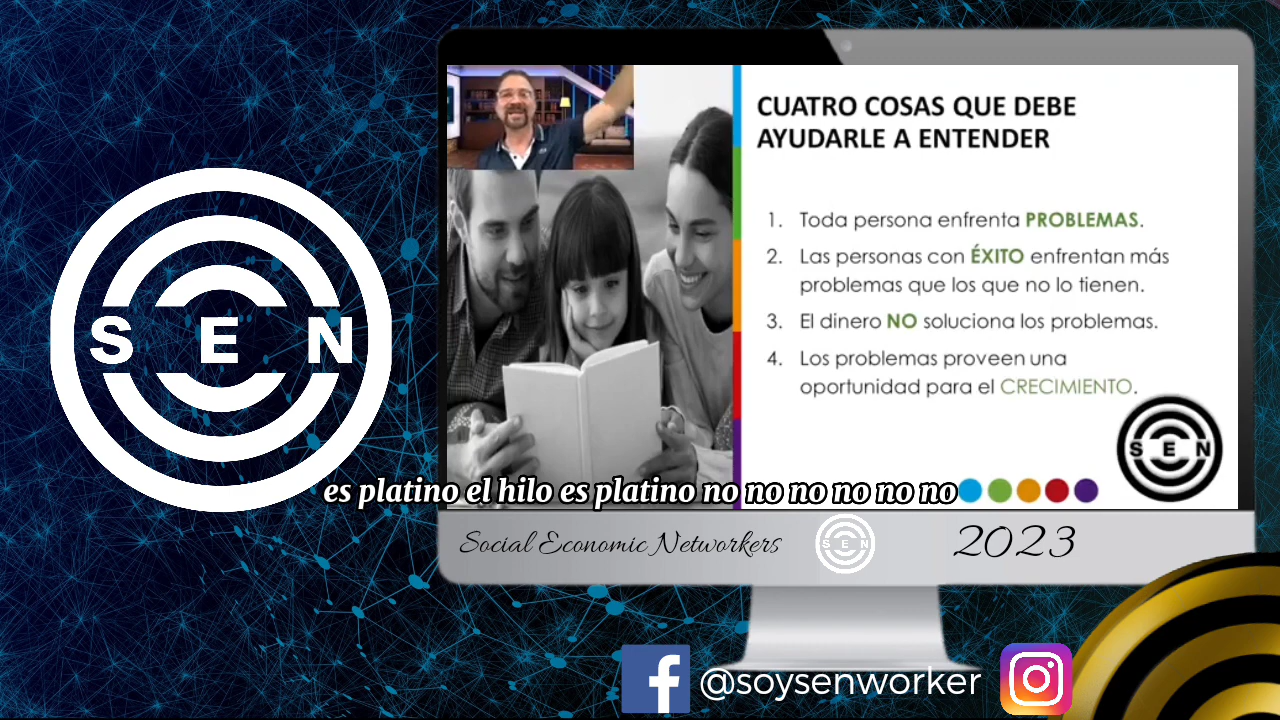 SEN
CUATRO COSAS QUE DEBE
AYUDARLE A ENTENDER
1. Toda persona enfrenta PROBLEMAS.
2. Las personas con ÉXITO enfrentan más
problemas que los que no lo tienen.
3. El dinero NO soluciona los problemas.
4. Los problemas proveen una
oportunidad para el CRECIMIENTO.
SEN
es platino el hilo es platino no no no no no no
Social Economic Networkers
SEN
2023
@soysenworker